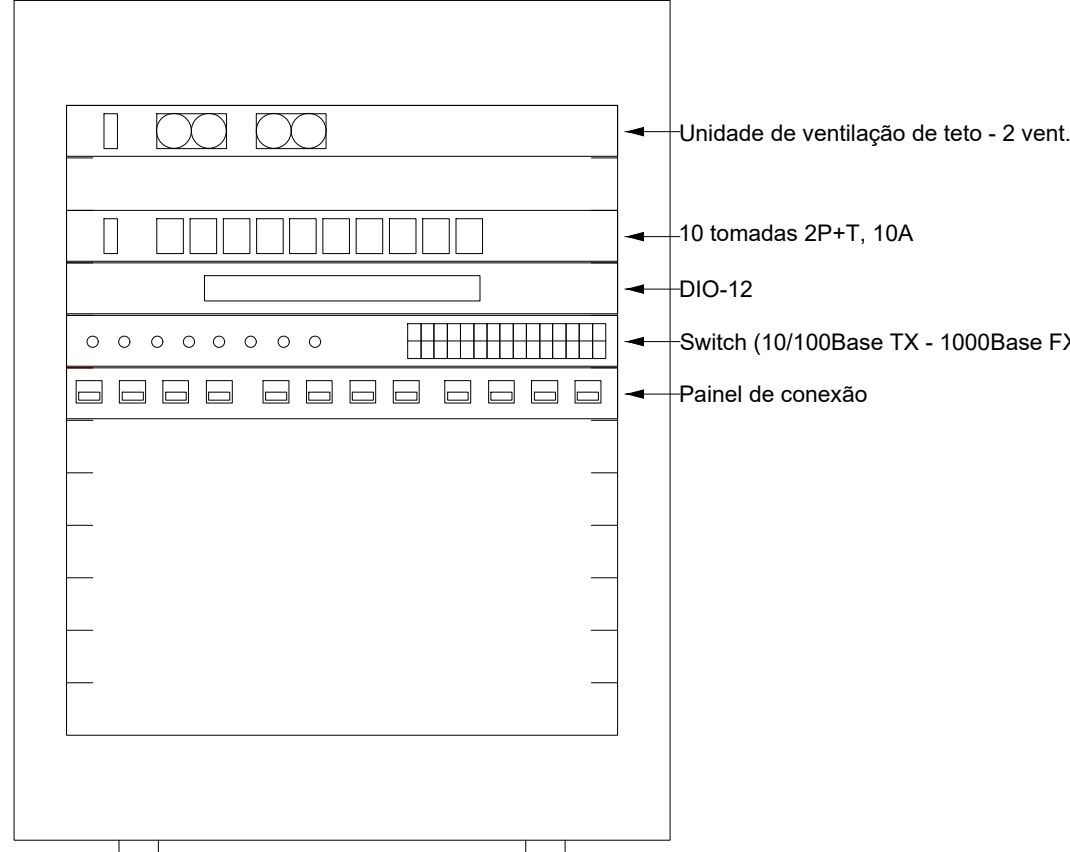 Unidade de ventilação de teto - 2 vent.
10 tomadas 2P+T, 10A
DIO-12
Switch (10/100Base TX - 1000Base FX
Painel de conexão